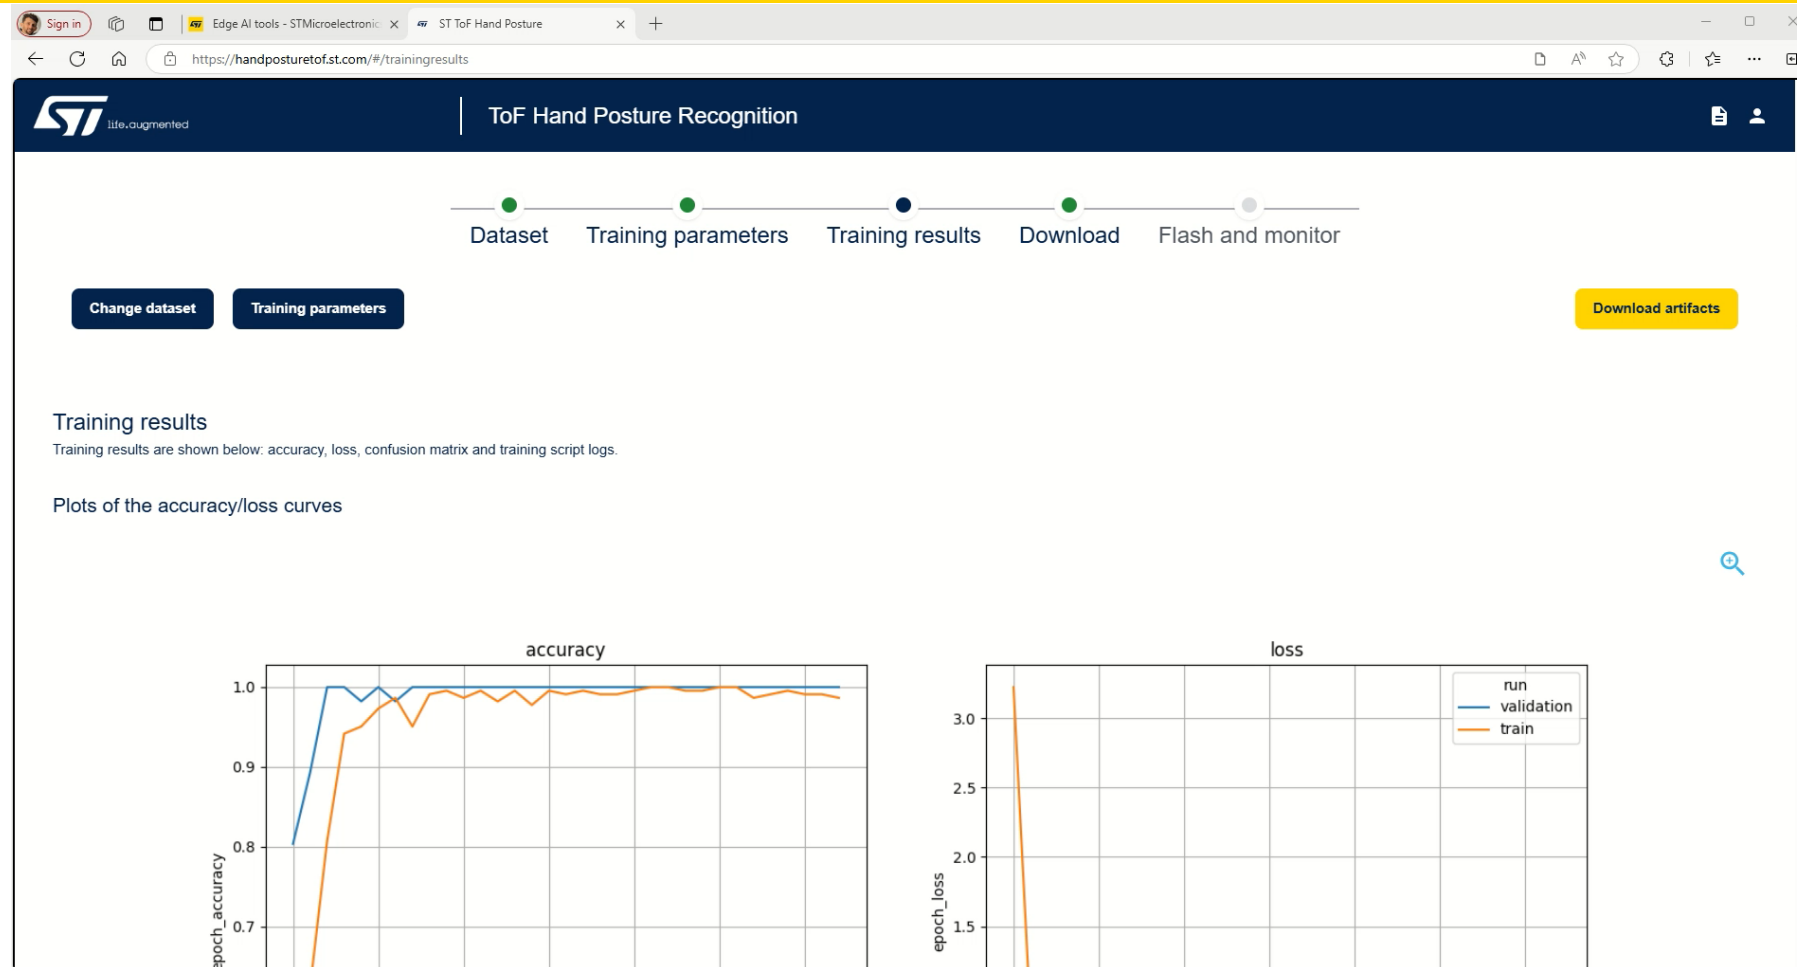 Sign in
Edge AI tools - STMicroelectronic
ST ToF Hand Posture
https://handposturetof.st.com/#/trainingresults
life.augmented
ToF Hand Posture Recognition
Dataset
Training parameters
Training results
Download
Flash and monitor
Change dataset
Training parameters
Download artifacts
Training results
Training results are shown below: accuracy, loss, confusion matrix and training script logs.
Plots of the accuracy/loss curves
accuracy
1.0
0.9
0.8
0.7
epoch_accuracy
loss
run
validation
train
3.0
2.5
2.0
1.5
epoch_loss